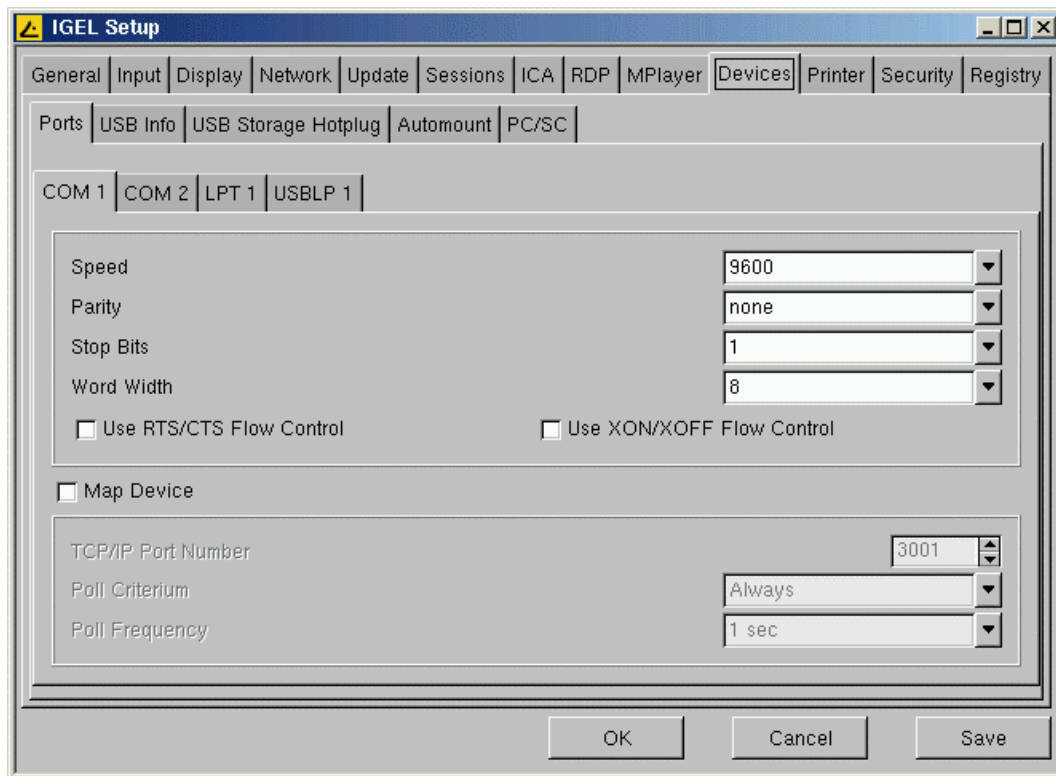 IGEL Setup
General Input Display Network Update Sessions ICA RDP MPlayer Devices Printer Security Registry
Ports USB Info USB Storage Hotplug Automount PC/SC
COM 1 COM 2 LPT 1 USBLP 1
Speed 9600
Parity none
Stop Bits 1
Word Width 8
Use RTS/CTS Flow Control Use XON/XOFF Flow Control
Map Device
TCP/IP Port Number 3001
Poll Criterium Always
Poll Frequency 1 sec
OK Cancel Save